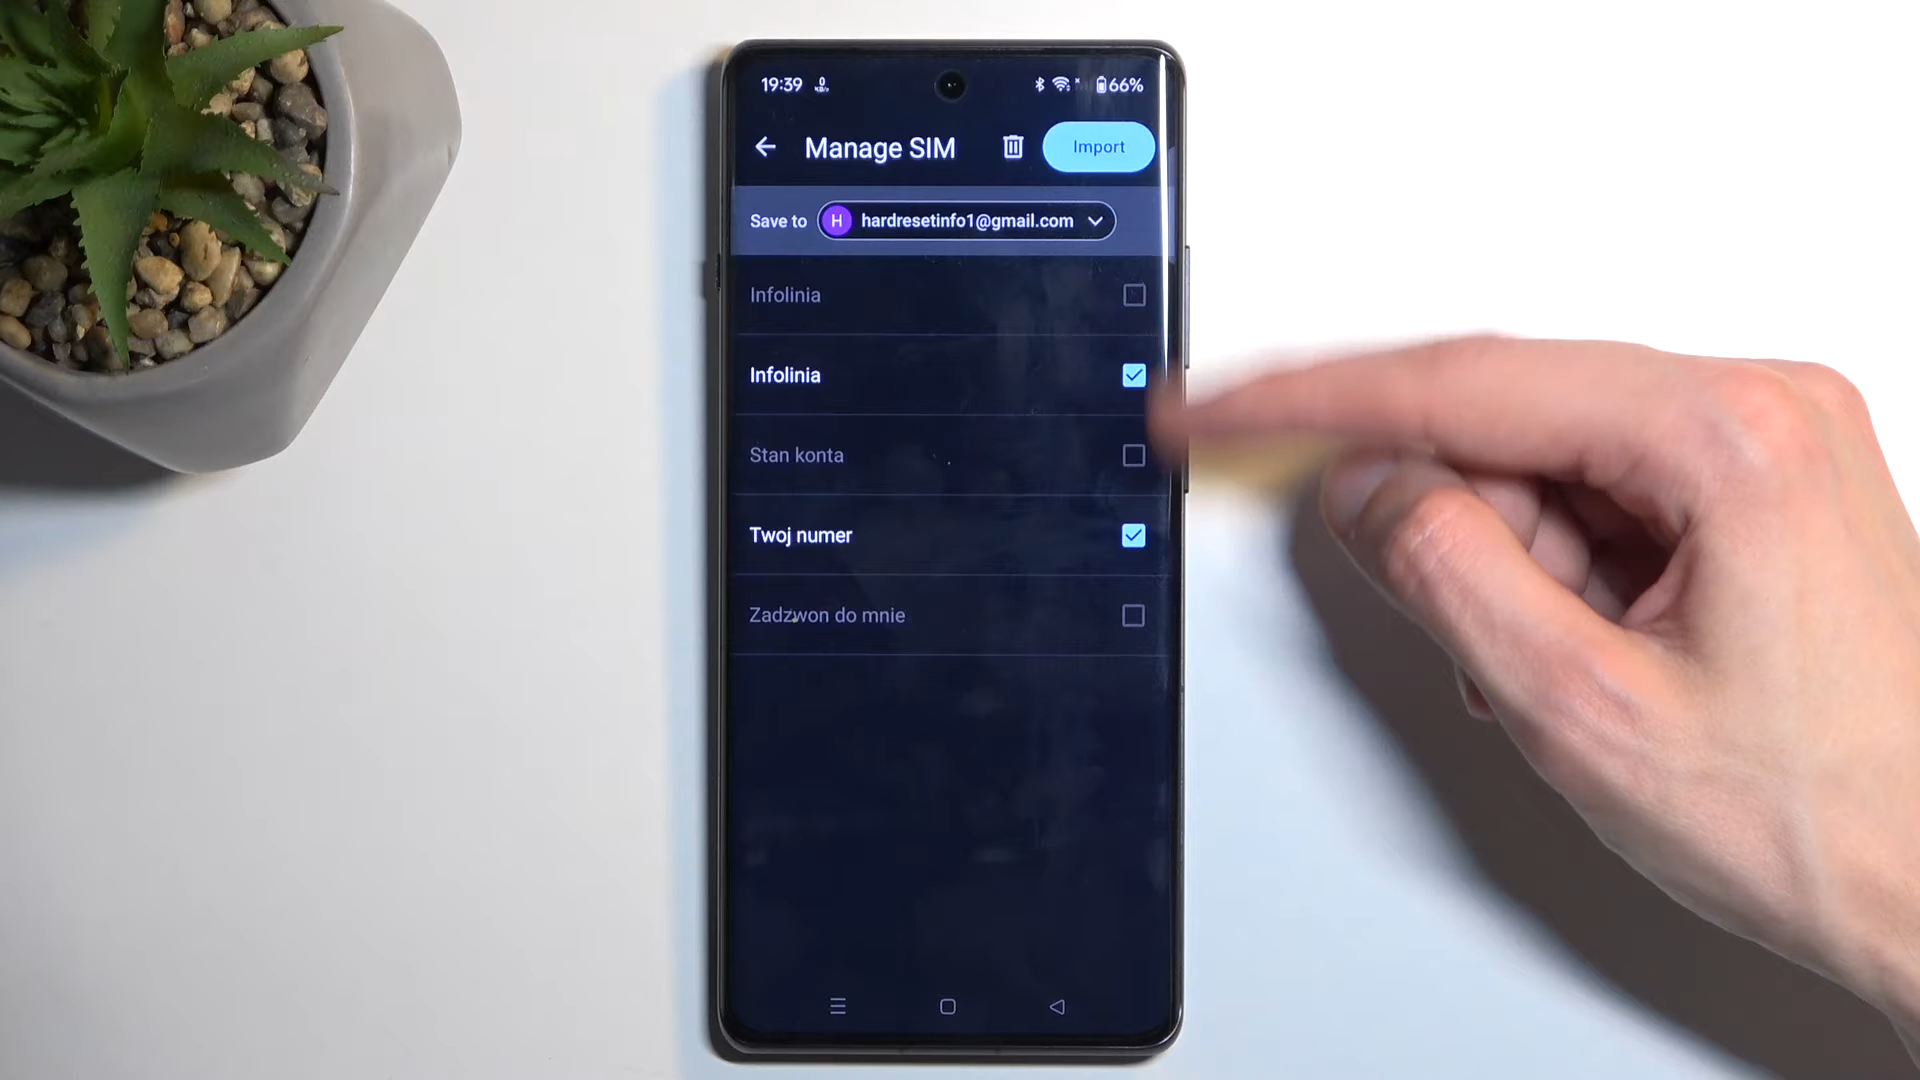 19:39 66%
Manage SIM Import
Save to H hardresetinfo1@gmail.com
Infolinia
Infolinia
Stan konta
Twoj numer
Zadzwon do mnie